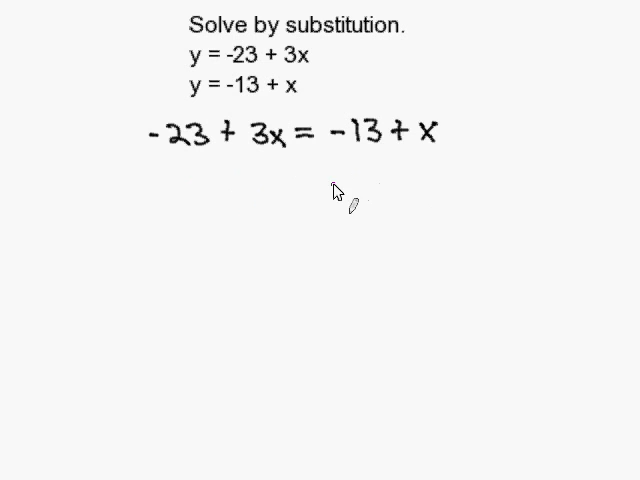 Solve by substitution.
y = -23 + 3x
y = -13 + x
-23 + 3x = -13 + x